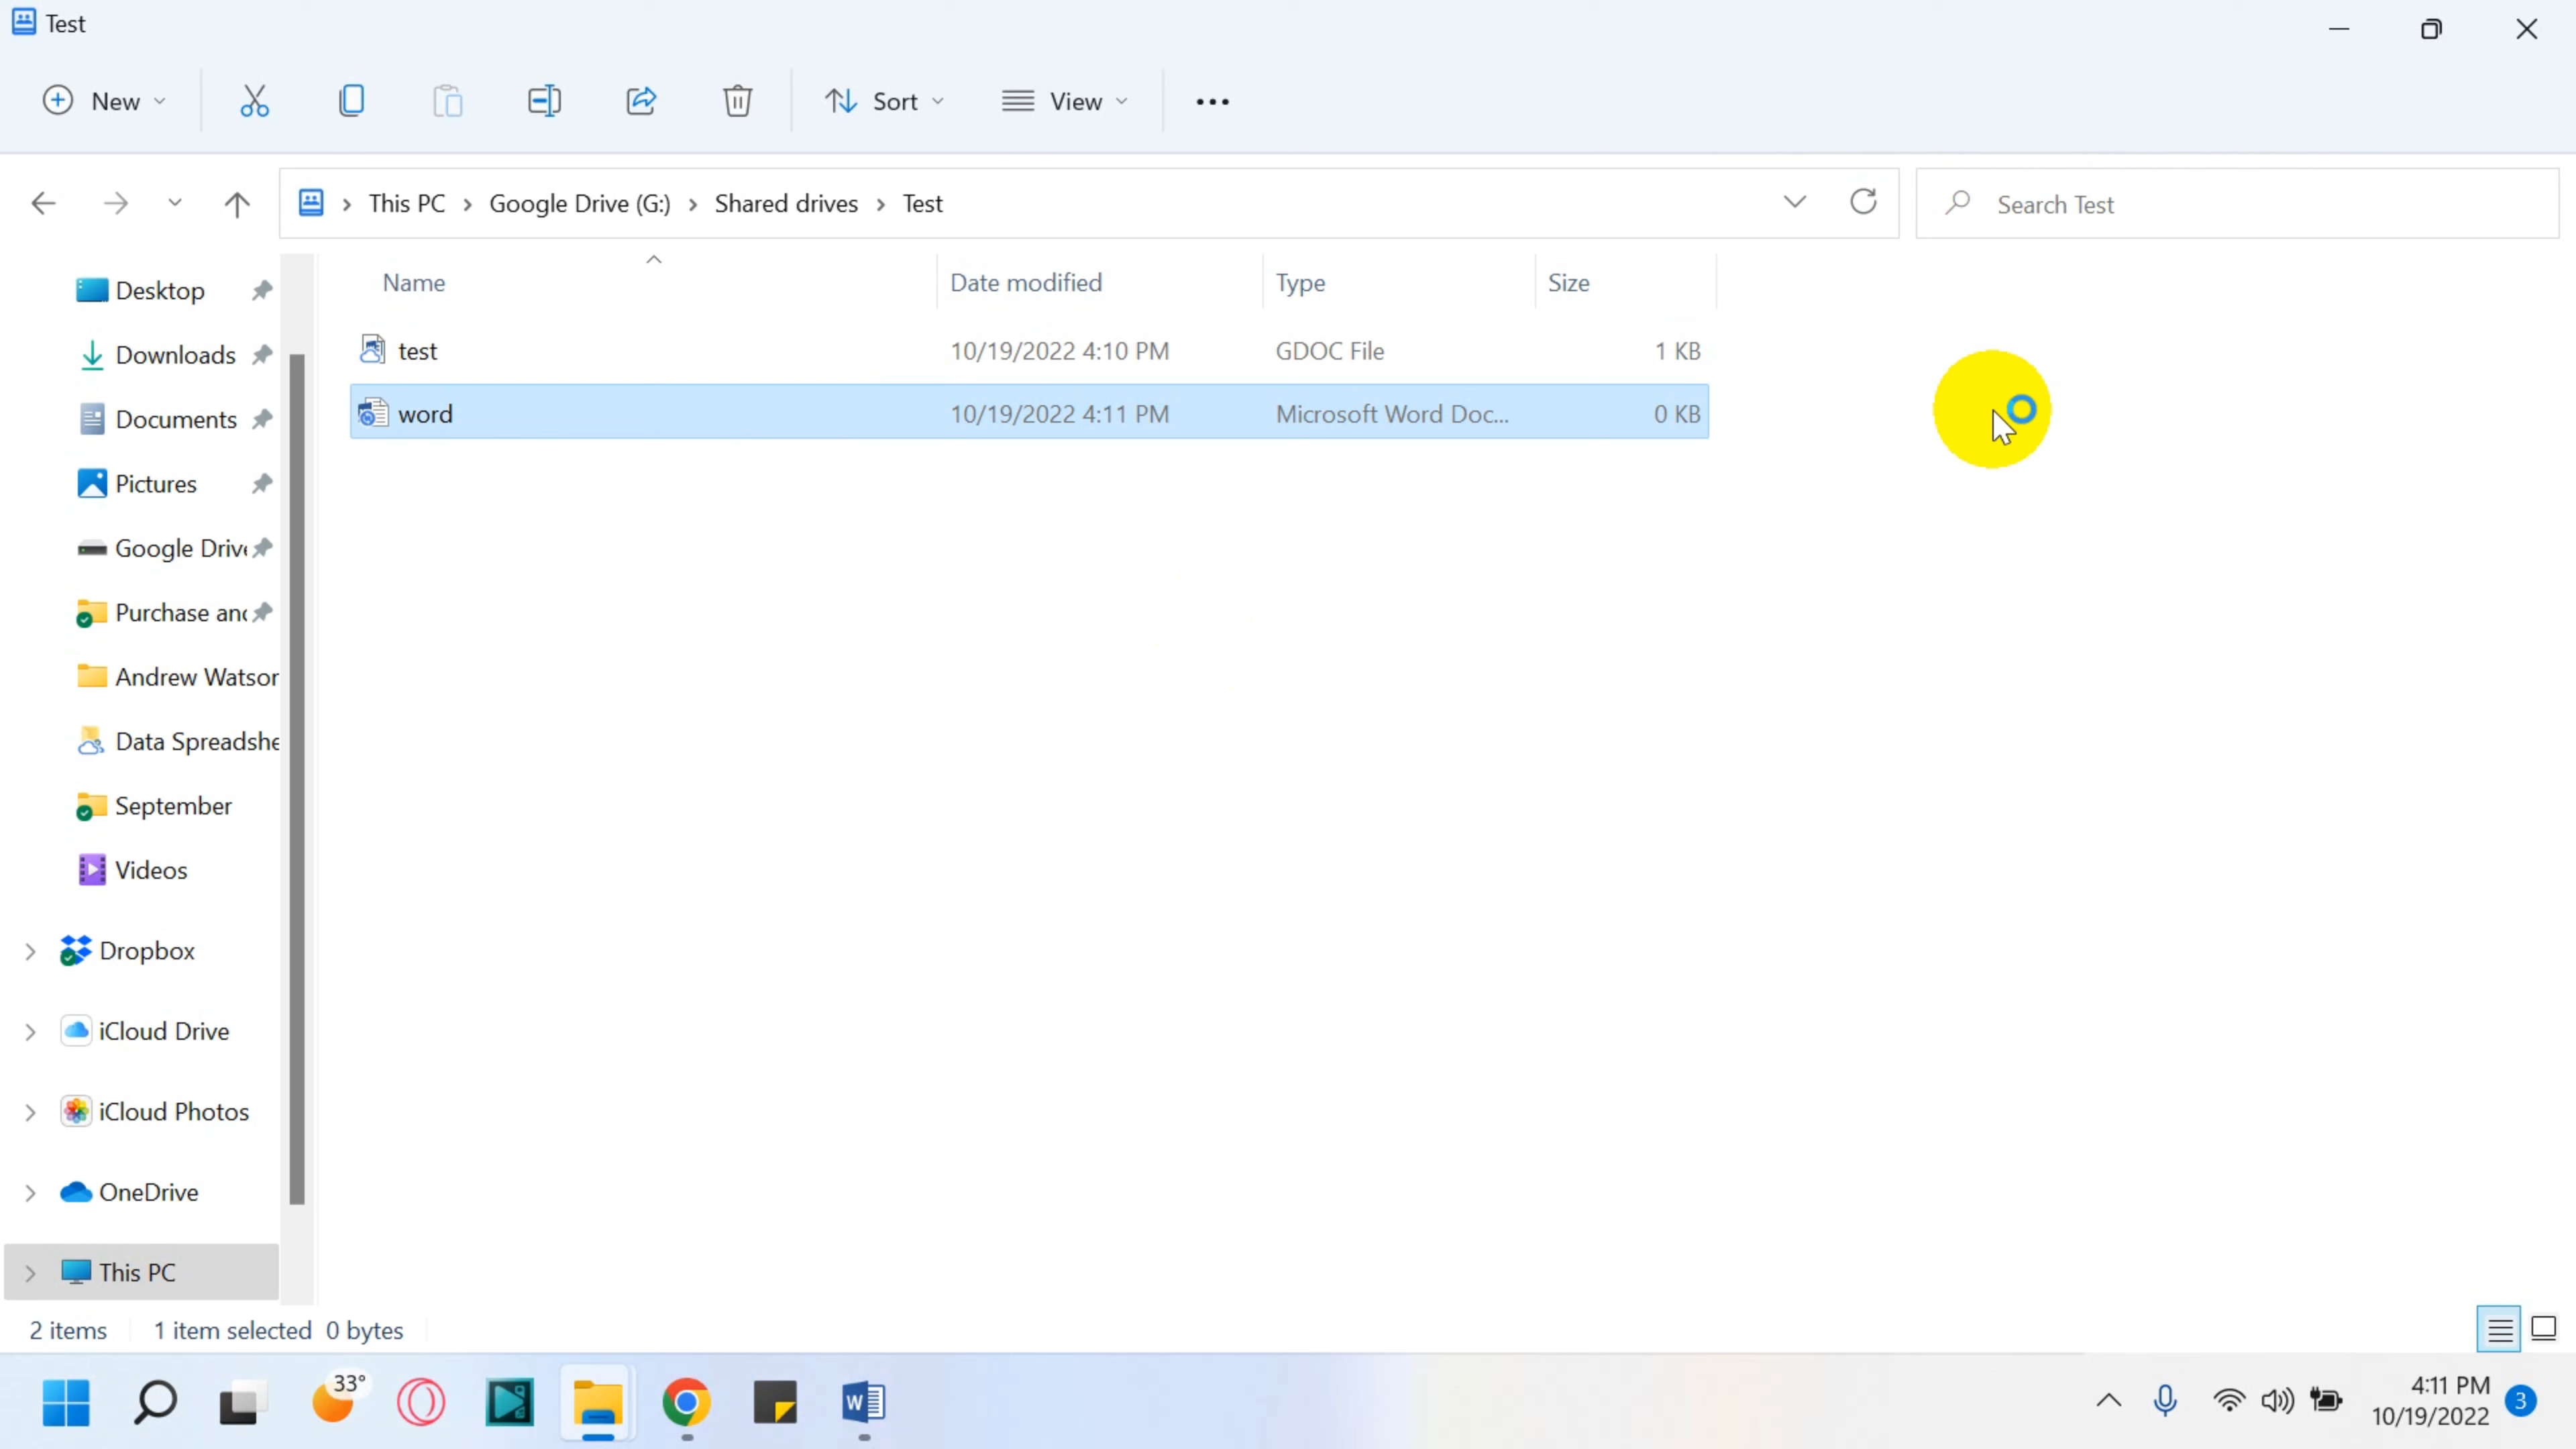 Test
New
Sort
View
This PC
Google Drive (G:)
Shared drives
Test
Search Test
Name
Date modified
Type
Size
test
10/19/2022 4:10 PM
GDOC File
1 KB
word
10/19/2022 4:11 PM
Microsoft Word Doc...
0 KB
Desktop
Downloads
Documents
Pictures
Google Drive
Purchase and
Andrew Watson
Data Spreadshe
September
Videos
Dropbox
iCloud Drive
iCloud Photos
OneDrive
This PC
2 items
1 item selected 0 bytes
33°
W
4:11 PM
10/19/2022
3